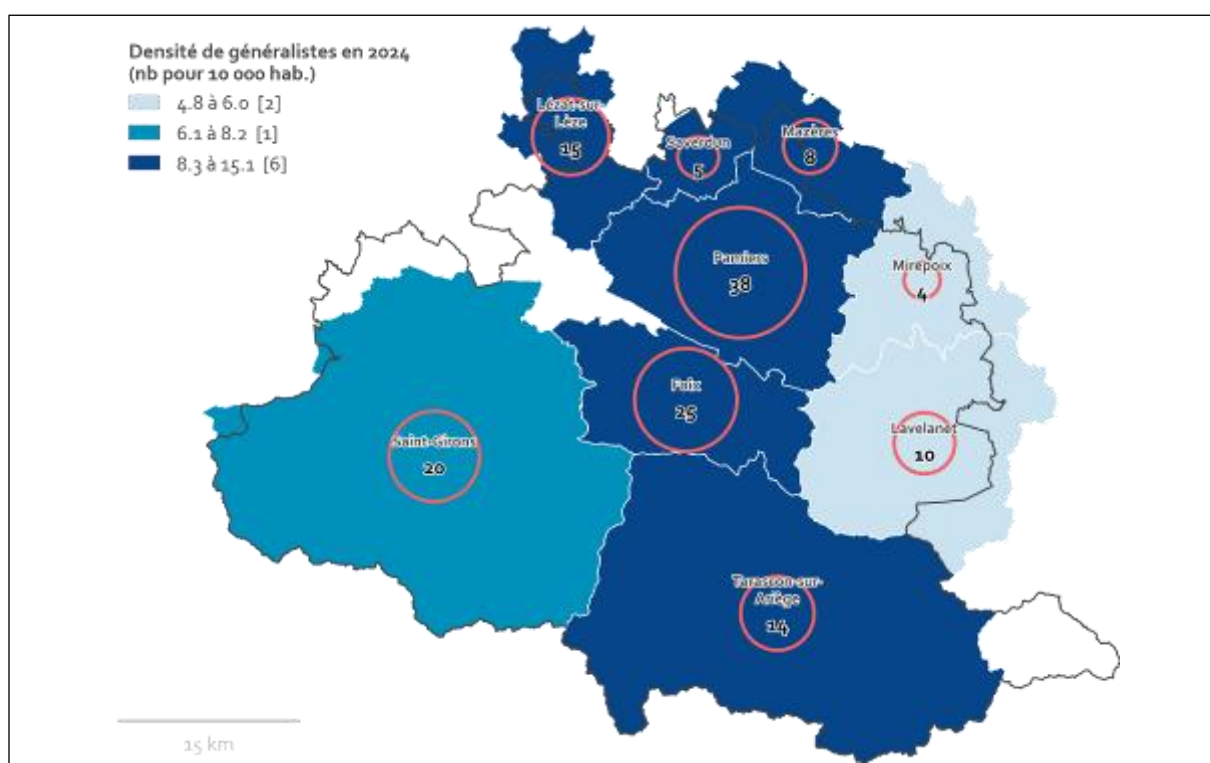 Densité de généralistes en 2024
(nb pour 10 000 hab.)
4.8 à 6.0 [2]
6.1 à 8.2 [1]
8.3 à 15.1 [6]
Lézat-sur-
Lèze
15
Saverdun
5
Mazères
8
Pamiers
38
Mirepoix
4
Foix
25
Lavelanet
10
Saint-Girons
20
Tarascon-sur-
Ariège
14
15 km